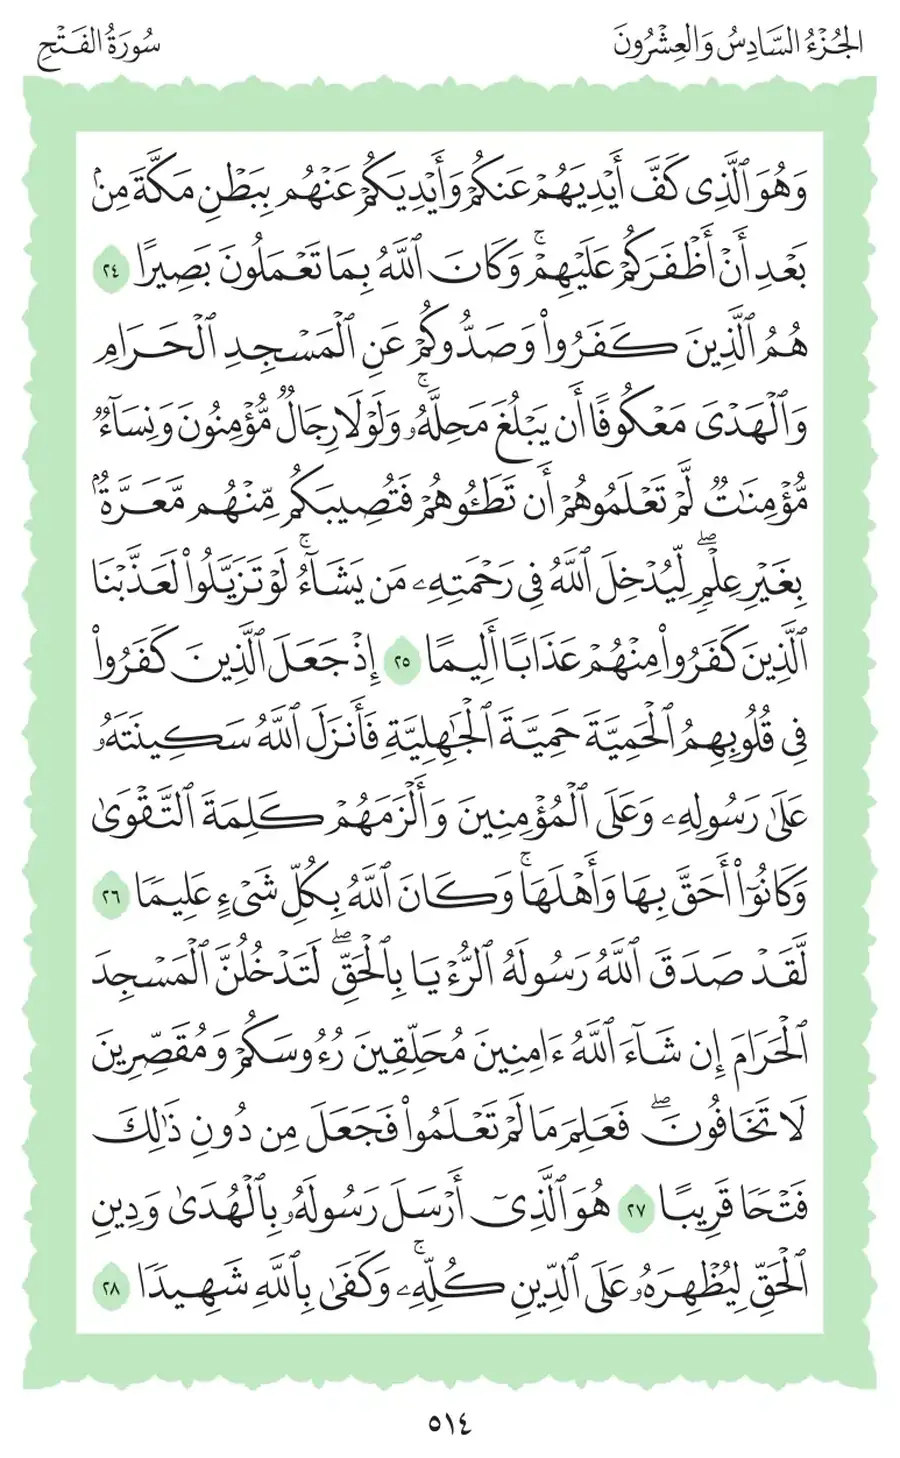 الجُزْءُ السَّادِسُ وَالعِشْرُونَ
سُورَةُ الفَتْحِ
وَهُوَ ٱلَّذِى كَفَّ أَيْدِيَهُمْ عَنكُمْ وَأَيْدِيَكُمْ عَنْهُم بِبَطْنِ مَكَّةَ مِنۢ
بَعْدِ أَنْ أَظْفَرَكُمْ عَلَيْهِمْۚ وَكَانَ ٱللَّهُ بِمَا تَعْمَلُونَ بَصِيرًا ٢٤
هُمُ ٱلَّذِينَ كَفَرُوا۟ وَصَدُّوكُمْ عَنِ ٱلْمَسْجِدِ ٱلْحَرَامِ
وَٱلْهَدْىَ مَعْكُوفًا أَن يَبْلُغَ مَحِلَّهُۥۚ وَلَوْلَا رِجَالٌ مُّؤْمِنُونَ وَنِسَآءٌ
مُّؤْمِنَٰتٌ لَّمْ تَعْلَمُوهُمْ أَن تَطَـُٔوهُمْ فَتُصِيبَكُم مِّنْهُم مَّعَرَّةٌۢ
بِغَيْرِ عِلْمٍۖ لِّيُدْخِلَ ٱللَّهُ فِى رَحْمَتِهِۦ مَن يَشَآءُۚ لَوْ تَزَيَّلُوا۟ لَعَذَّبْنَا
ٱلَّذِينَ كَفَرُوا۟ مِنْهُمْ عَذَابًا أَلِيمًا ٢٥ إِذْ جَعَلَ ٱلَّذِينَ كَفَرُوا۟
فِى قُلُوبِهِمُ ٱلْحَمِيَّةَ حَمِيَّةَ ٱلْجَٰهِلِيَّةِ فَأَنزَلَ ٱللَّهُ سَكِينَتَهُۥ
عَلَىٰ رَسُولِهِۦ وَعَلَى ٱلْمُؤْمِنِينَ وَأَلْزَمَهُمْ كَلِمَةَ ٱلتَّقْوَىٰ
وَكَانُوٓا۟ أَحَقَّ بِهَا وَأَهْلَهَاۚ وَكَانَ ٱللَّهُ بِكُلِّ شَىْءٍ عَلِيمًا ٢٦
لَّقَدْ صَدَقَ ٱللَّهُ رَسُولَهُ ٱلرُّءْيَا بِٱلْحَقِّۖ لَتَدْخُلُنَّ ٱلْمَسْجِدَ
ٱلْحَرَامَ إِن شَآءَ ٱللَّهُ ءَامِنِينَ مُحَلِّقِينَ رُءُوسَكُمْ وَمُقَصِّرِينَ
لَا تَخَافُونَۖ فَعَلِمَ مَا لَمْ تَعْلَمُوا۟ فَجَعَلَ مِن دُونِ ذَٰلِكَ
فَتْحًا قَرِيبًا ٢٧ هُوَ ٱلَّذِىٓ أَرْسَلَ رَسُولَهُۥ بِٱلْهُدَىٰ وَدِينِ
ٱلْحَقِّ لِيُظْهِرَهُۥ عَلَى ٱلدِّينِ كُلِّهِۦۚ وَكَفَىٰ بِٱللَّهِ شَهِيدًا ٢٨
٥١٤